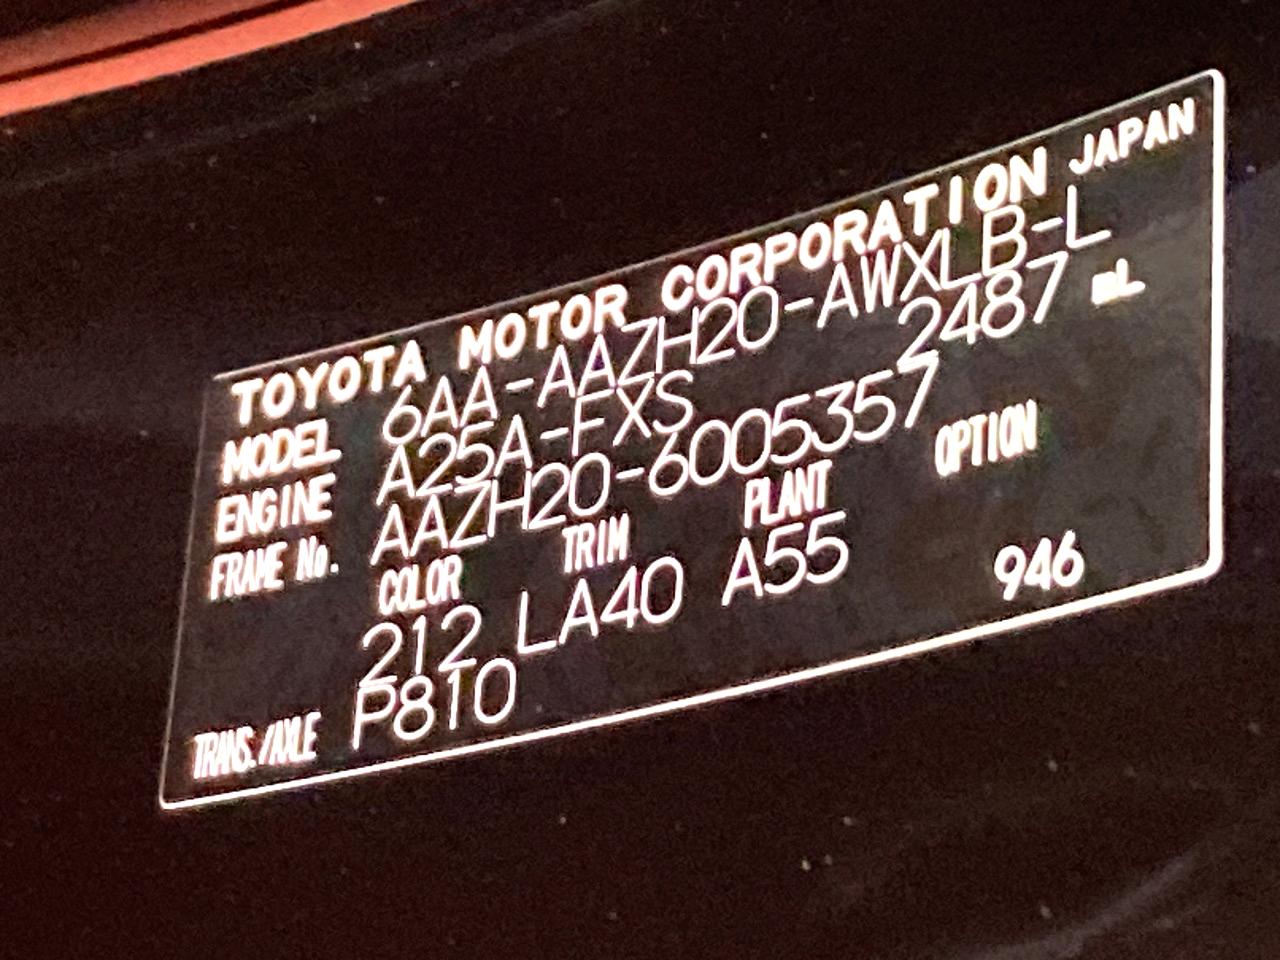 TOYOTA MOTOR CORPORATION JAPAN
MODEL 6AA-AAZH20-AWXLB-L
ENGINE A25A-FXS 2487 mL
FRAME No. AAZH20-6005357
COLOR TRIM PLANT OPTION
212 LA40 A55 946
TRANS./AXLE P810